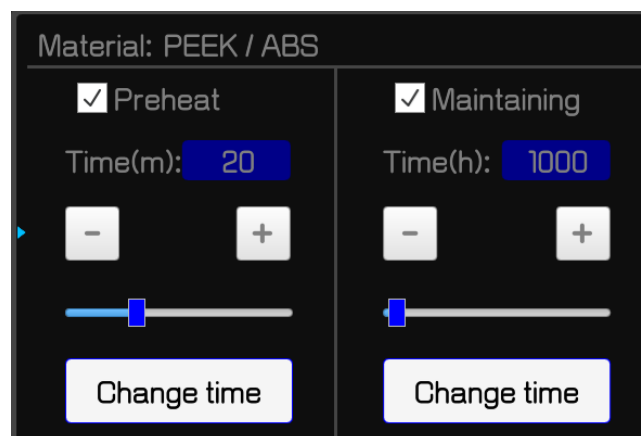 Material: PEEK / ABS
Preheat
Maintaining
Time(m): 20
Time(h): 1000
- +
- +
Change time
Change time